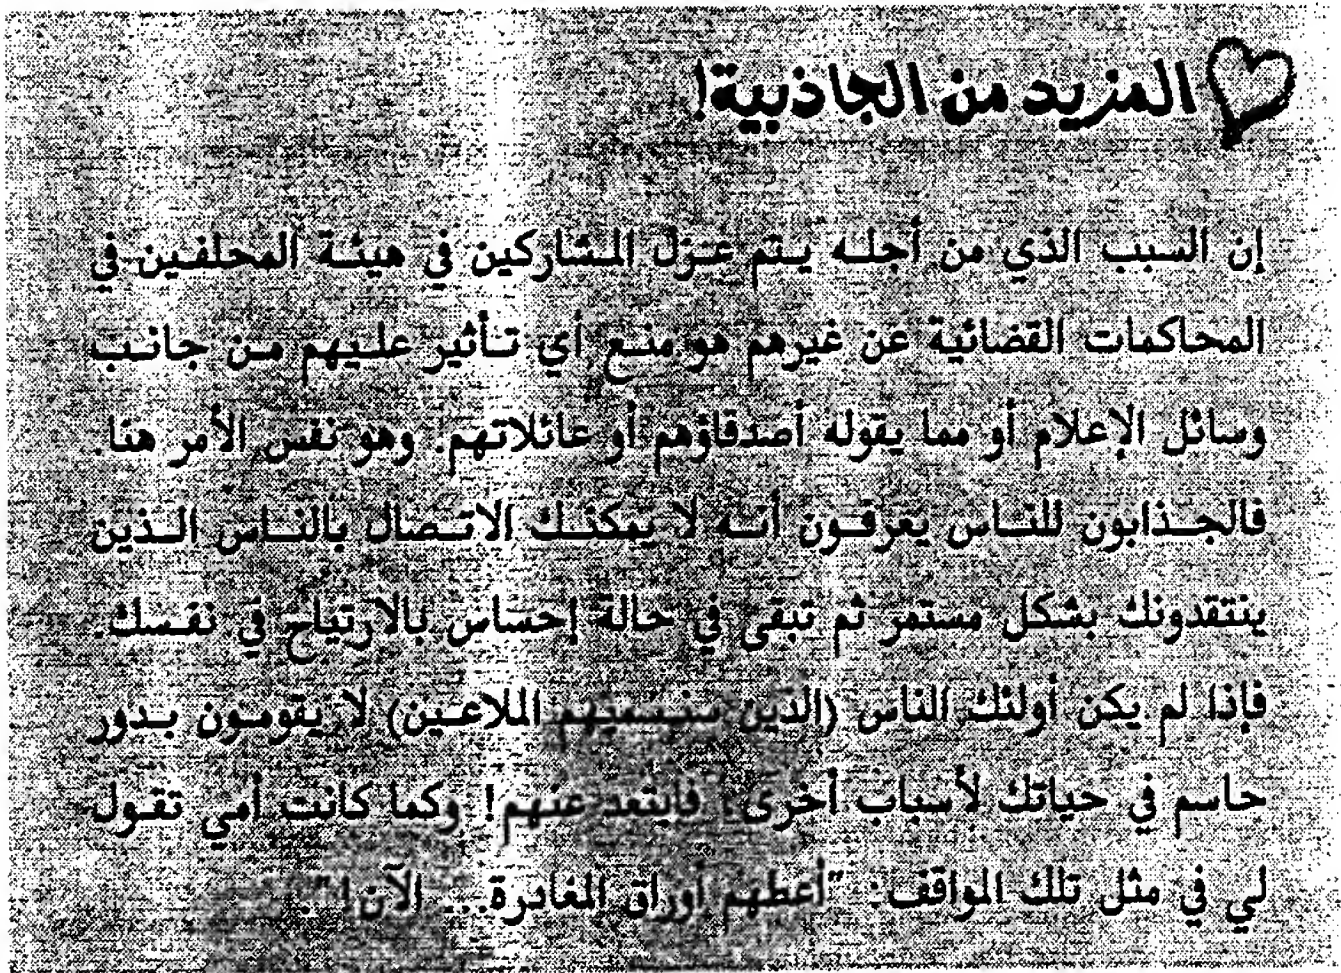 المزيد من الجاذبية!
إن السبب الذي من أجله يتم عزل المشاركين في هيئة المحلفين في
المحاكمات القضائية عن غيرهم هو منع أي تأثير عليهم من جانب
وسائل الإعلام أو مما يقوله أصدقاؤهم أو عائلاتهم. وهو نفس الأمر هنا.
فالجذابون للناس يعرفون أنه لا يمكنك الاتصال بالناس الذين
ينتقدونك بشكل مستمر ثم تبقى في حالة إحساس بالارتياح في نفسك.
فإذا لم يكن أولئك الناس (الذين سنسميهم الملاعين) لا يقومون بدور
حاسم في حياتك لأسباب أخرى، فابتعد عنهم! وكما كانت أمي تقول
لي في مثل تلك المواقف: "أعطهم أوراق المغادرة... الآن!".